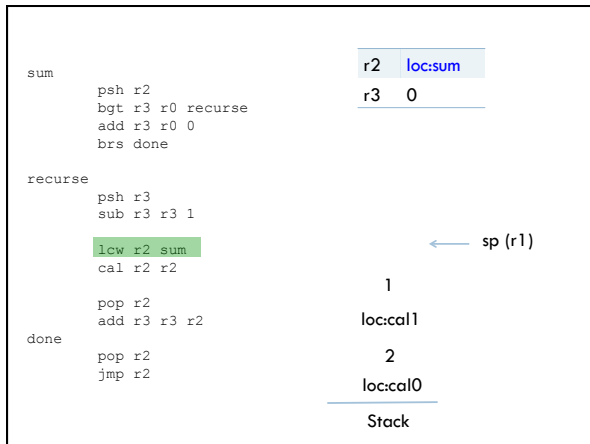 sum
psh r2
bgt r3 r0 recurse
add r3 r0 0
brs done
recurse
psh r3
sub r3 r3 1
lcw r2 sum
cal r2 r2
pop r2
add r3 r3 r2
done
pop r2
jmp r2
r2 loc:sum
r3 0
sp (r1)
1
loc:cal1
2
loc:cal0
Stack